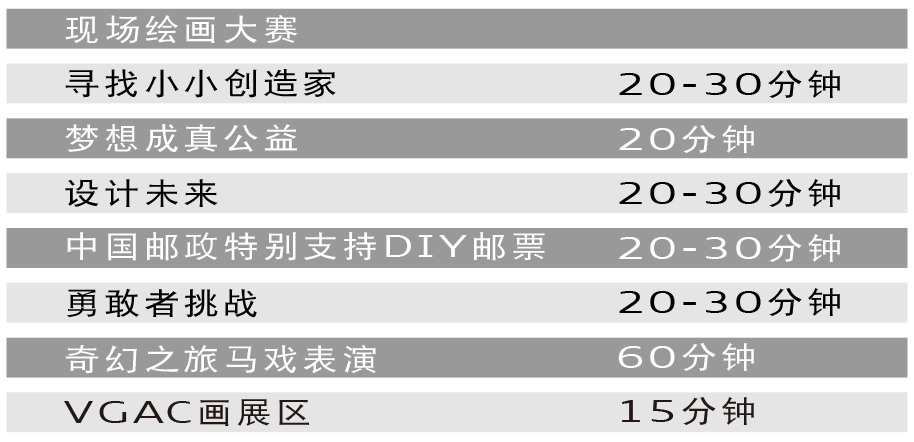 现场绘画大赛
寻找小小创造家 20-30分钟
梦想成真公益 20分钟
设计未来 20-30分钟
中国邮政特别支持DIY邮票 20-30分钟
勇敢者挑战 20-30分钟
奇幻之旅马戏表演 60分钟
VGAC画展区 15分钟